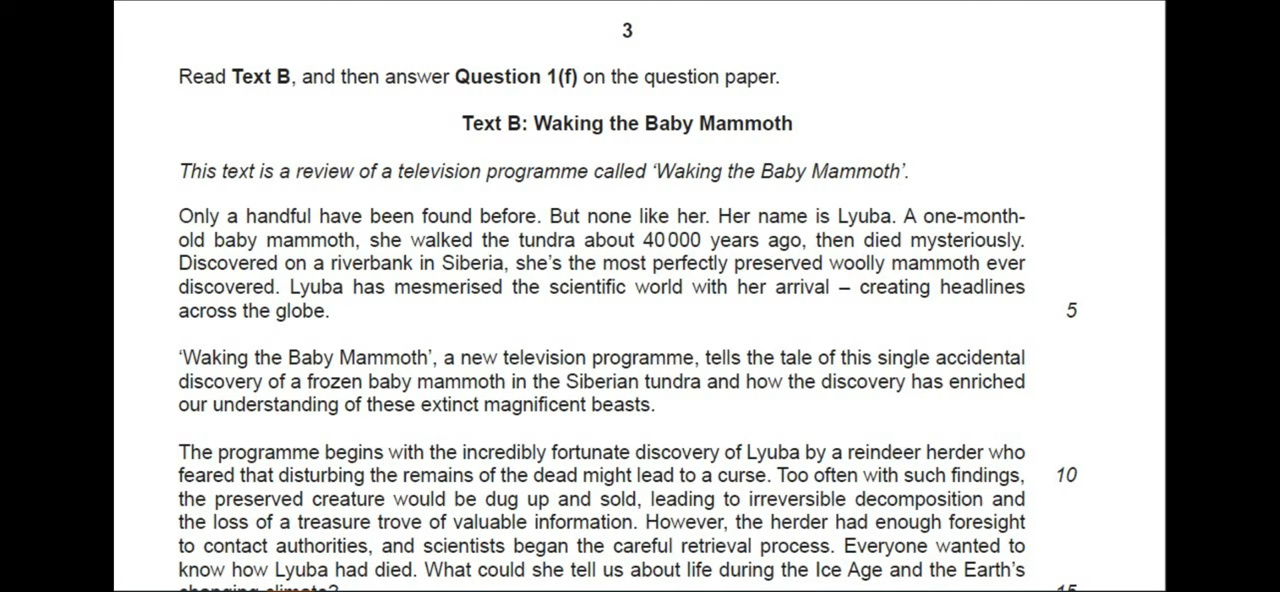 3
Read Text B, and then answer Question 1(f) on the question paper.
Text B: Waking the Baby Mammoth
This text is a review of a television programme called ‘Waking the Baby Mammoth’.
Only a handful have been found before. But none like her. Her name is Lyuba. A one-month-
old baby mammoth, she walked the tundra about 40 000 years ago, then died mysteriously.
Discovered on a riverbank in Siberia, she’s the most perfectly preserved woolly mammoth ever
discovered. Lyuba has mesmerised the scientific world with her arrival – creating headlines
across the globe. 5
‘Waking the Baby Mammoth’, a new television programme, tells the tale of this single accidental
discovery of a frozen baby mammoth in the Siberian tundra and how the discovery has enriched
our understanding of these extinct magnificent beasts.
The programme begins with the incredibly fortunate discovery of Lyuba by a reindeer herder who
feared that disturbing the remains of the dead might lead to a curse. Too often with such findings, 10
the preserved creature would be dug up and sold, leading to irreversible decomposition and
the loss of a treasure trove of valuable information. However, the herder had enough foresight
to contact authorities, and scientists began the careful retrieval process. Everyone wanted to
know how Lyuba had died. What could she tell us about life during the Ice Age and the Earth’s
changing climate? 15